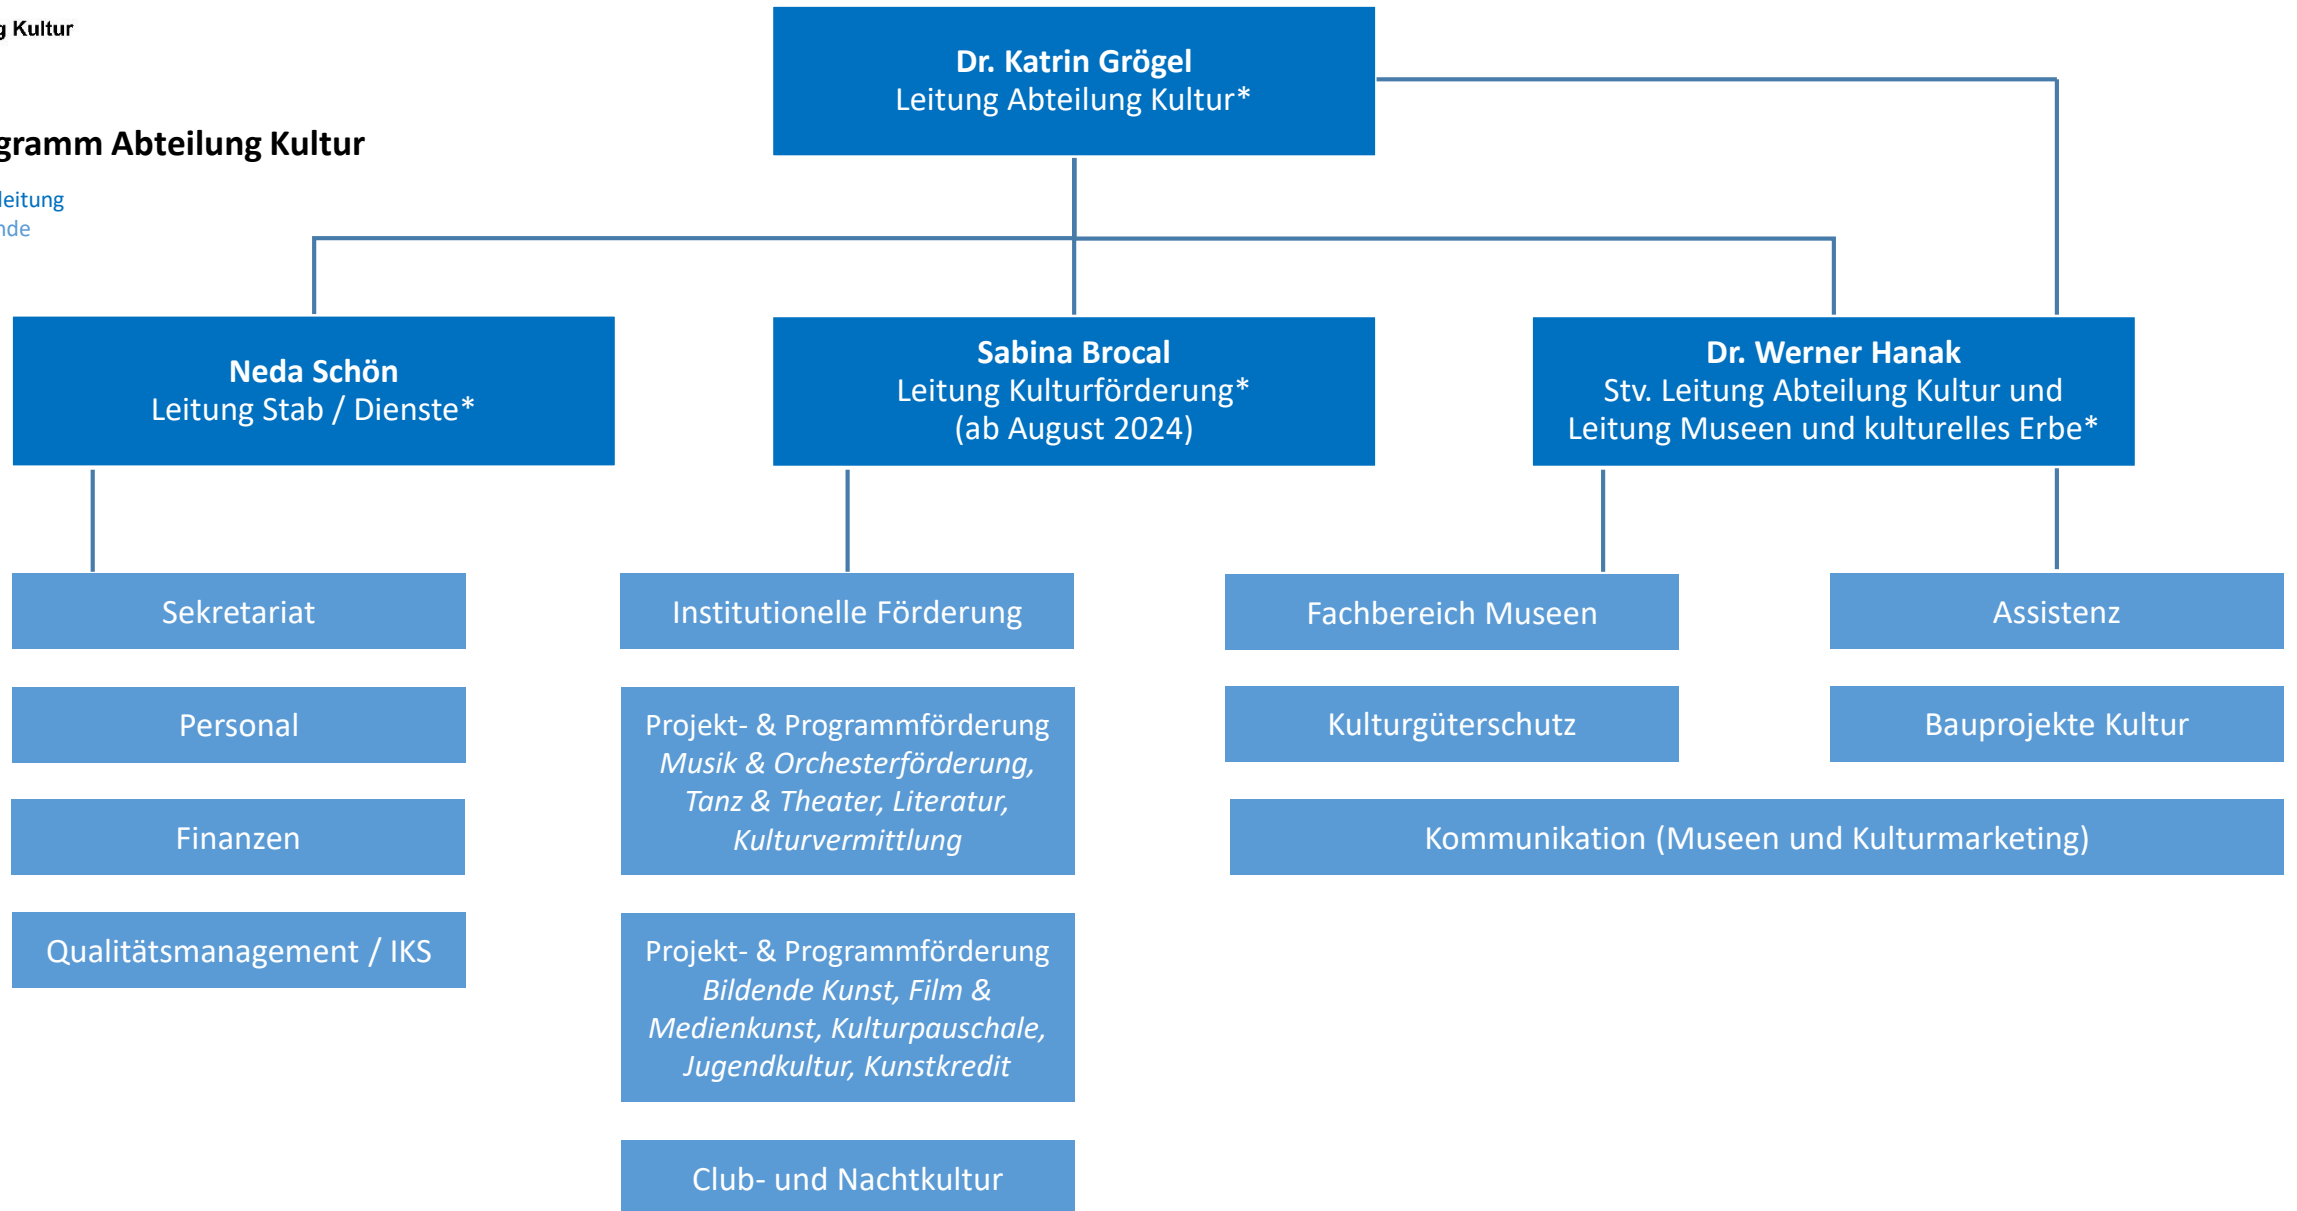 Kultur
Abteilung Kultur
Dr. Katrin Grögel
Leitung Abteilung Kultur*
Neda Schön
Leitung Stab / Dienste*
Sabina Brocal
Leitung Kulturförderung*
(ab August 2024)
Dr. Werner Hanak
Stv. Leitung Abteilung Kultur und
Leitung Museen und kulturelles Erbe*
Sekretariat
Personal
Finanzen
Qualitätsmanagement / IKS
Institutionelle Förderung
Projekt- & Programmförderung
Musik & Orchesterförderung,
Tanz & Theater, Literatur,
Kulturvermittlung
Projekt- & Programmförderung
Bildende Kunst, Film &
Medienkunst, Kulturpauschale,
Jugendkultur, Kunstkredit
Club- und Nachtkultur
Fachbereich Museen
Kulturgüterschutz
Assistenz
Bauprojekte Kultur
Kommunikation (Museen und Kulturmarketing)